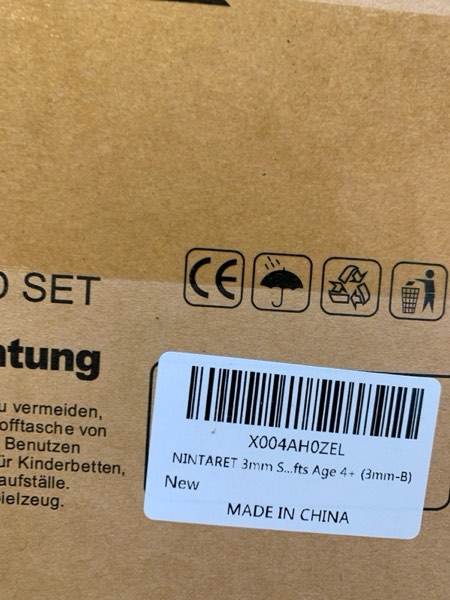 SET
CE
u vermeiden,
offtasche von
Benutzen
ür Kinderbetten,
aufställe.
ielzeug.
X004AH0ZEL
NINTARET 3mm S...fts Age 4+ (3mm-B)
New
MADE IN CHINA